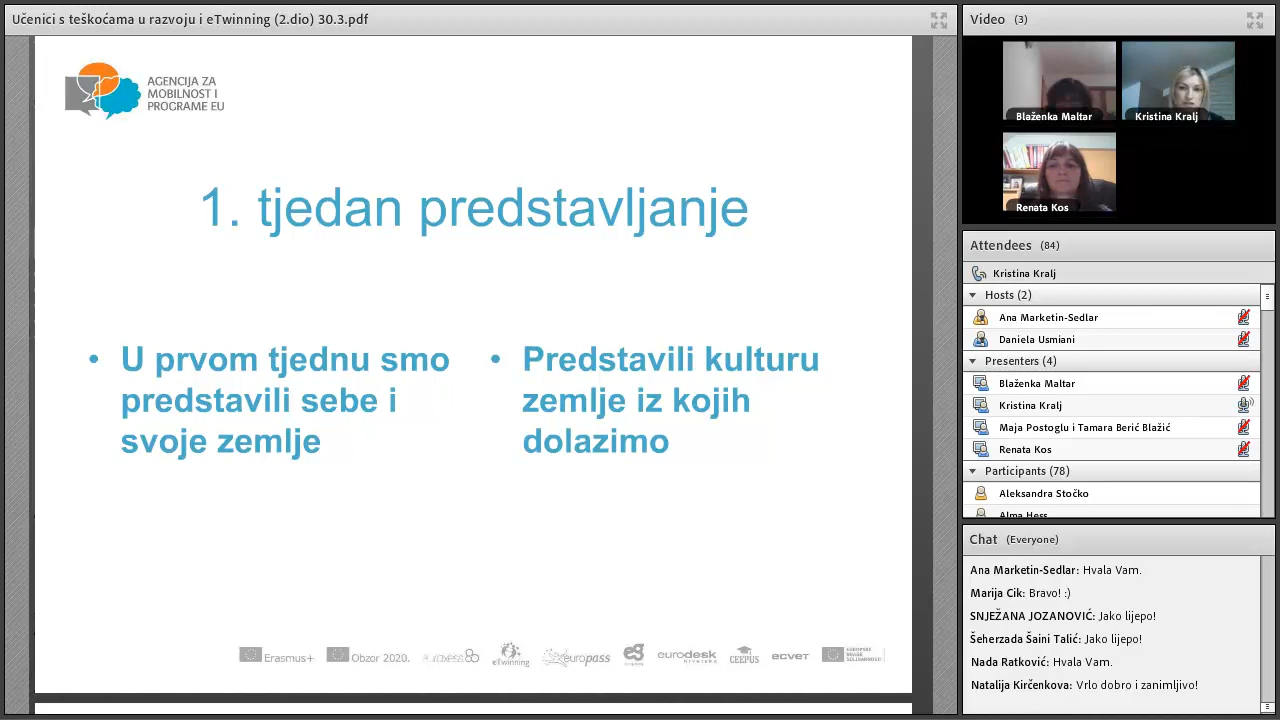 Učenici s teškoćama u razvoju i eTwinning (2.dio) 30.3.pdf
AGENCIJA ZA
MOBILNOST I
PROGRAME EU
1. tjedan predstavljanje
• U prvom tjednu smo
predstavili sebe i
svoje zemlje
• Predstavili kulturu
zemlje iz kojih
dolazimo
Erasmus+
Obzor 2020.
euraxess
eTwinning
europass
eurodesk
CEEPUS
ecvet
Video (3)
Blaženka Maltar
Kristina Kralj
Renata Kos
Attendees (84)
Kristina Kralj
Hosts (2)
Ana Marketin-Sedlar
Daniela Usmiani
Presenters (4)
Blaženka Maltar
Kristina Kralj
Maja Postoglu i Tamara Berić Blažić
Renata Kos
Participants (78)
Aleksandra Stočko
Alma Hess
Chat (Everyone)
Ana Marketin-Sedlar: Hvala Vam.
Marija Cik: Bravo! :)
SNJEŽANA JOZANOVIĆ: Jako lijepo!
Šeherzada Šaini Talić: Jako lijepo!
Nada Ratković: Hvala Vam.
Natalija Kirčenkova: Vrlo dobro i zanimljivo!